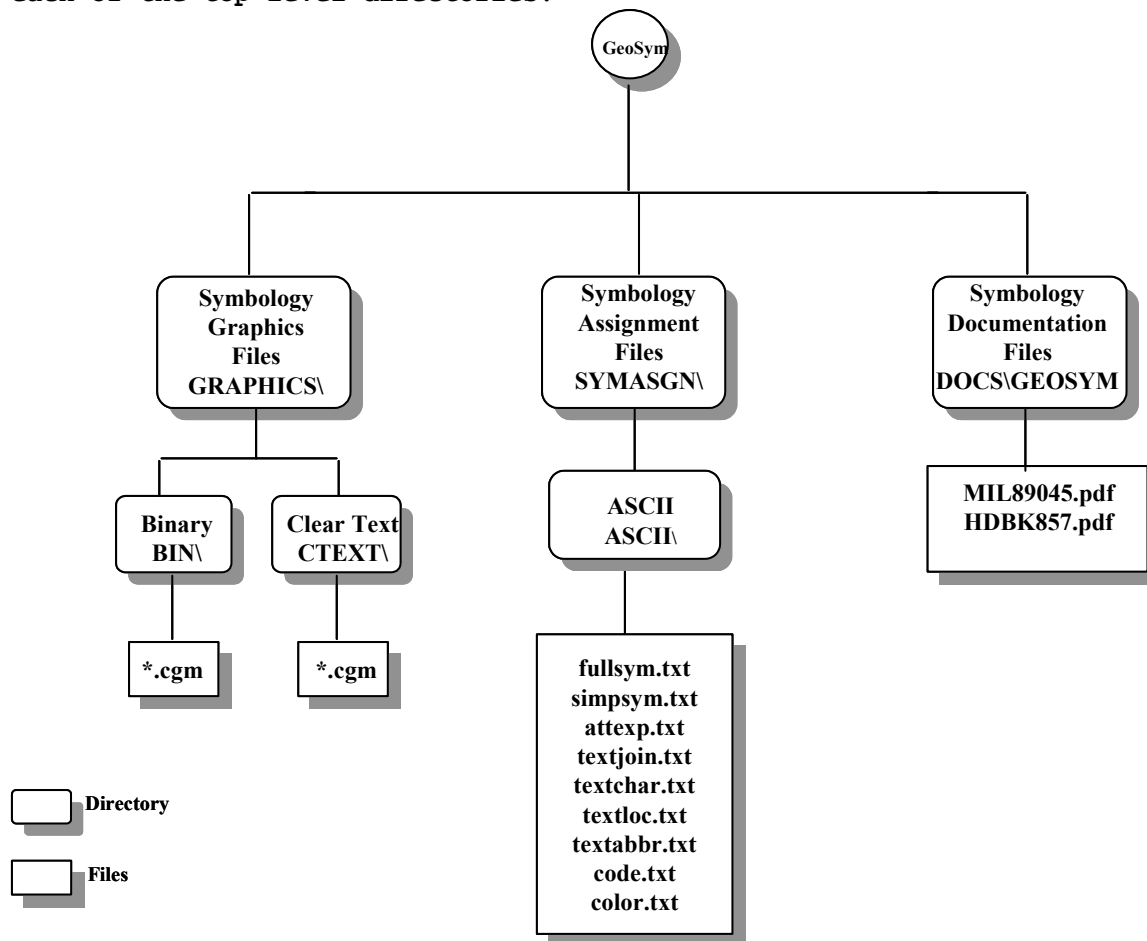 each of the top level directories.
GeoSym
Symbology
Graphics
Files
GRAPHICS\
Symbology
Assignment
Files
SYMASGN\
Symbology
Documentation
Files
DOCS\GEOSYM
Binary
BIN\
Clear Text
CTEXT\
ASCII
ASCII\
MIL89045.pdf
HDBK857.pdf
*.cgm
*.cgm
fullsym.txt
simpsym.txt
attexp.txt
textjoin.txt
textchar.txt
textloc.txt
textabbr.txt
code.txt
color.txt
Directory
Files